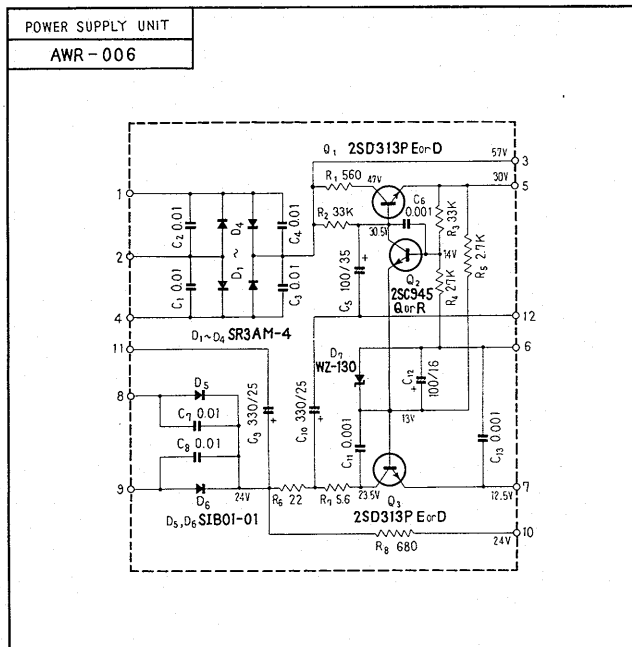 POWER SUPPLY UNIT
AWR-006
Q1 2SD313P E or D
57V
3
R1 560
47V
30V
5
1
C2 0.01
D4
C4 0.01
R2 33K
C6 0.001
30.5V
R3 33K
2
~
14V
Q2
2SC945
Q or R
R5 2.7K
C1 0.01
D1
C3 0.01
C5 100/35
+
R4 27K
4
12
D1~D4 SR3AM-4
11
6
D7
WZ-130
C12 100/16
+
D5
8
C7 0.01
C9 330/25
+
C10 330/25
+
13V
C8 0.01
C11 0.001
C13 0.001
9
D6
24V
R6 22
R7 5.6
23.5V
Q3
12.5V
7
D5, D6 SIB01-01
2SD313P E or D
R8 680
24V
10